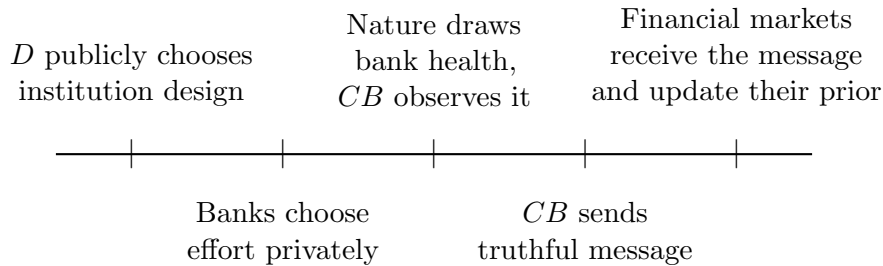 D publicly chooses
institution design
Banks choose
effort privately
Nature draws
bank health,
CB observes it
CB sends
truthful message
Financial markets
receive the message
and update their prior